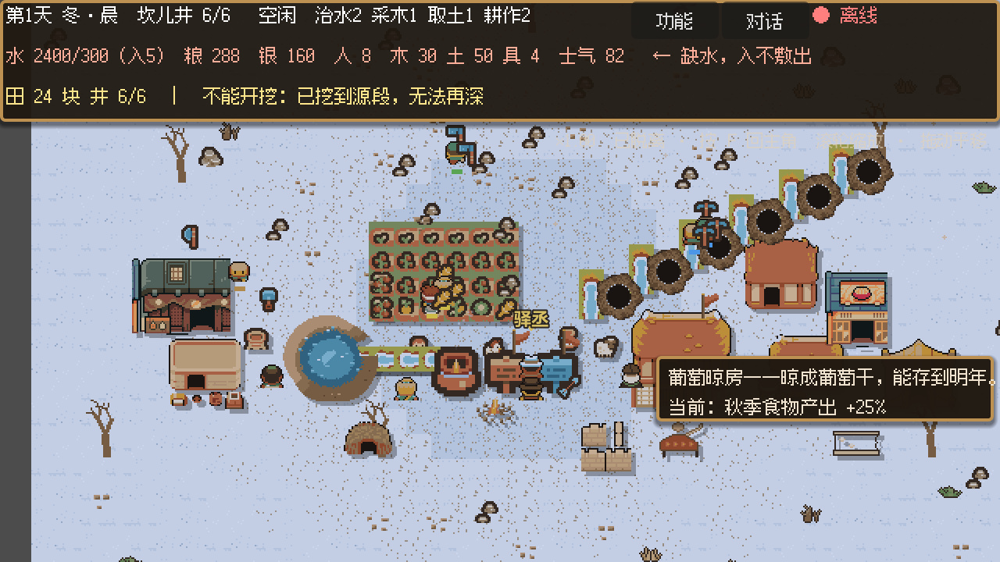 第1天 冬·晨 坎儿井 6/6 空闲 治水2 采木1 取土1 耕作2
功能
对话
离线
水 2400/300 (入5) 粮 288 银 160 人 8 木 30 土 50 具 4 士气 82 ← 缺水，入不敷出
田 24 块 井 6/6 | 不能开挖：已挖到源段，无法再深
驿丞
葡萄晾房——晾成葡萄干，能存到明年。
当前：秋季食物产出 +25%